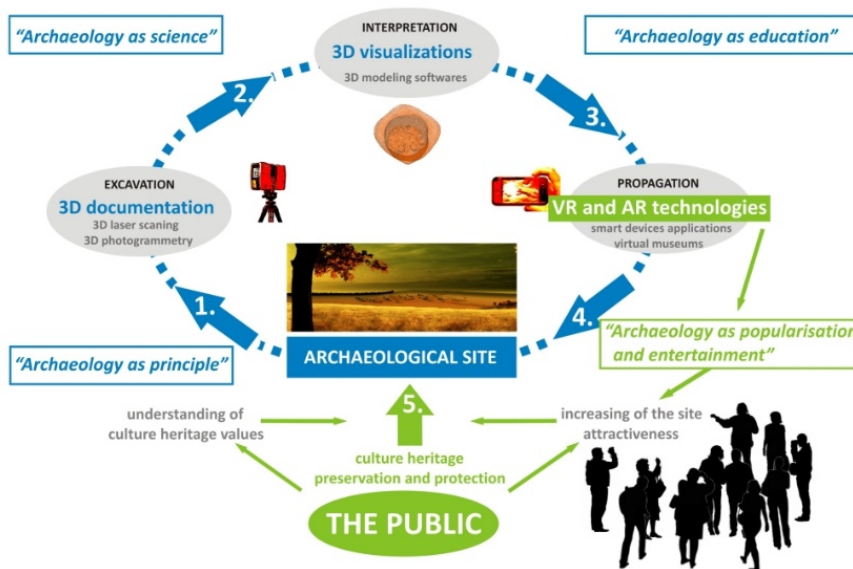 INTERPRETATION
"Archaeology as science"
3D visualizations
"Archaeology as education"
3D modeling softwares
2.
3.
EXCAVATION
3D documentation
3D laser scaning
3D photogrammetry
PROPAGATION
VR and AR technologies
smart devices applications
virtual museums
1.
4.
"Archaeology as popularisation
and entertainment"
"Archaeology as principle"
ARCHAEOLOGICAL SITE
5.
understanding of
culture heritage values
increasing of the site
attractiveness
culture heritage
preservation and protection
THE PUBLIC